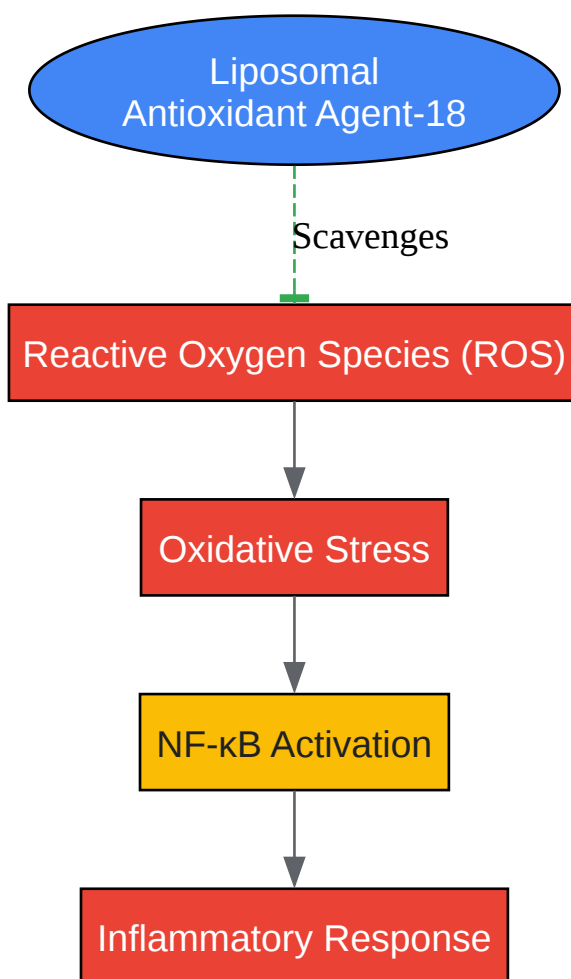 Liposomal
Antioxidant Agent-18
Scavenges
Reactive Oxygen Species (ROS)
Oxidative Stress
NF-κB Activation
Inflammatory Response